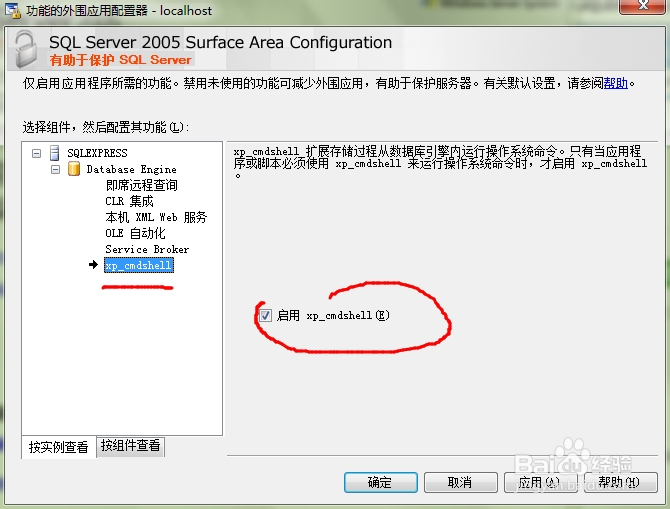 功能的外围应用配置器 - localhost
SQL Server 2005 Surface Area Configuration
有助于保护 SQL Server
仅启用应用程序所需的功能。禁用未使用的功能可减少外围应用，有助于保护服务器。有关默认设置，请参阅帮助。
选择组件，然后配置其功能(L):
SQLEXPRESS
Database Engine
即席远程查询
CLR 集成
本机 XML Web 服务
OLE 自动化
Service Broker
xp_cmdshell
xp_cmdshell 扩展存储过程从数据库引擎内运行操作系统命令。只有当应用程
序或脚本必须使用 xp_cmdshell 来运行操作系统命令时，才启用 xp_cmdshell
。
启用 xp_cmdshell(E)
按实例查看
按组件查看
确定
取消
应用(A)
帮助(H)
Baidu 经验
jingyan.baidu.com